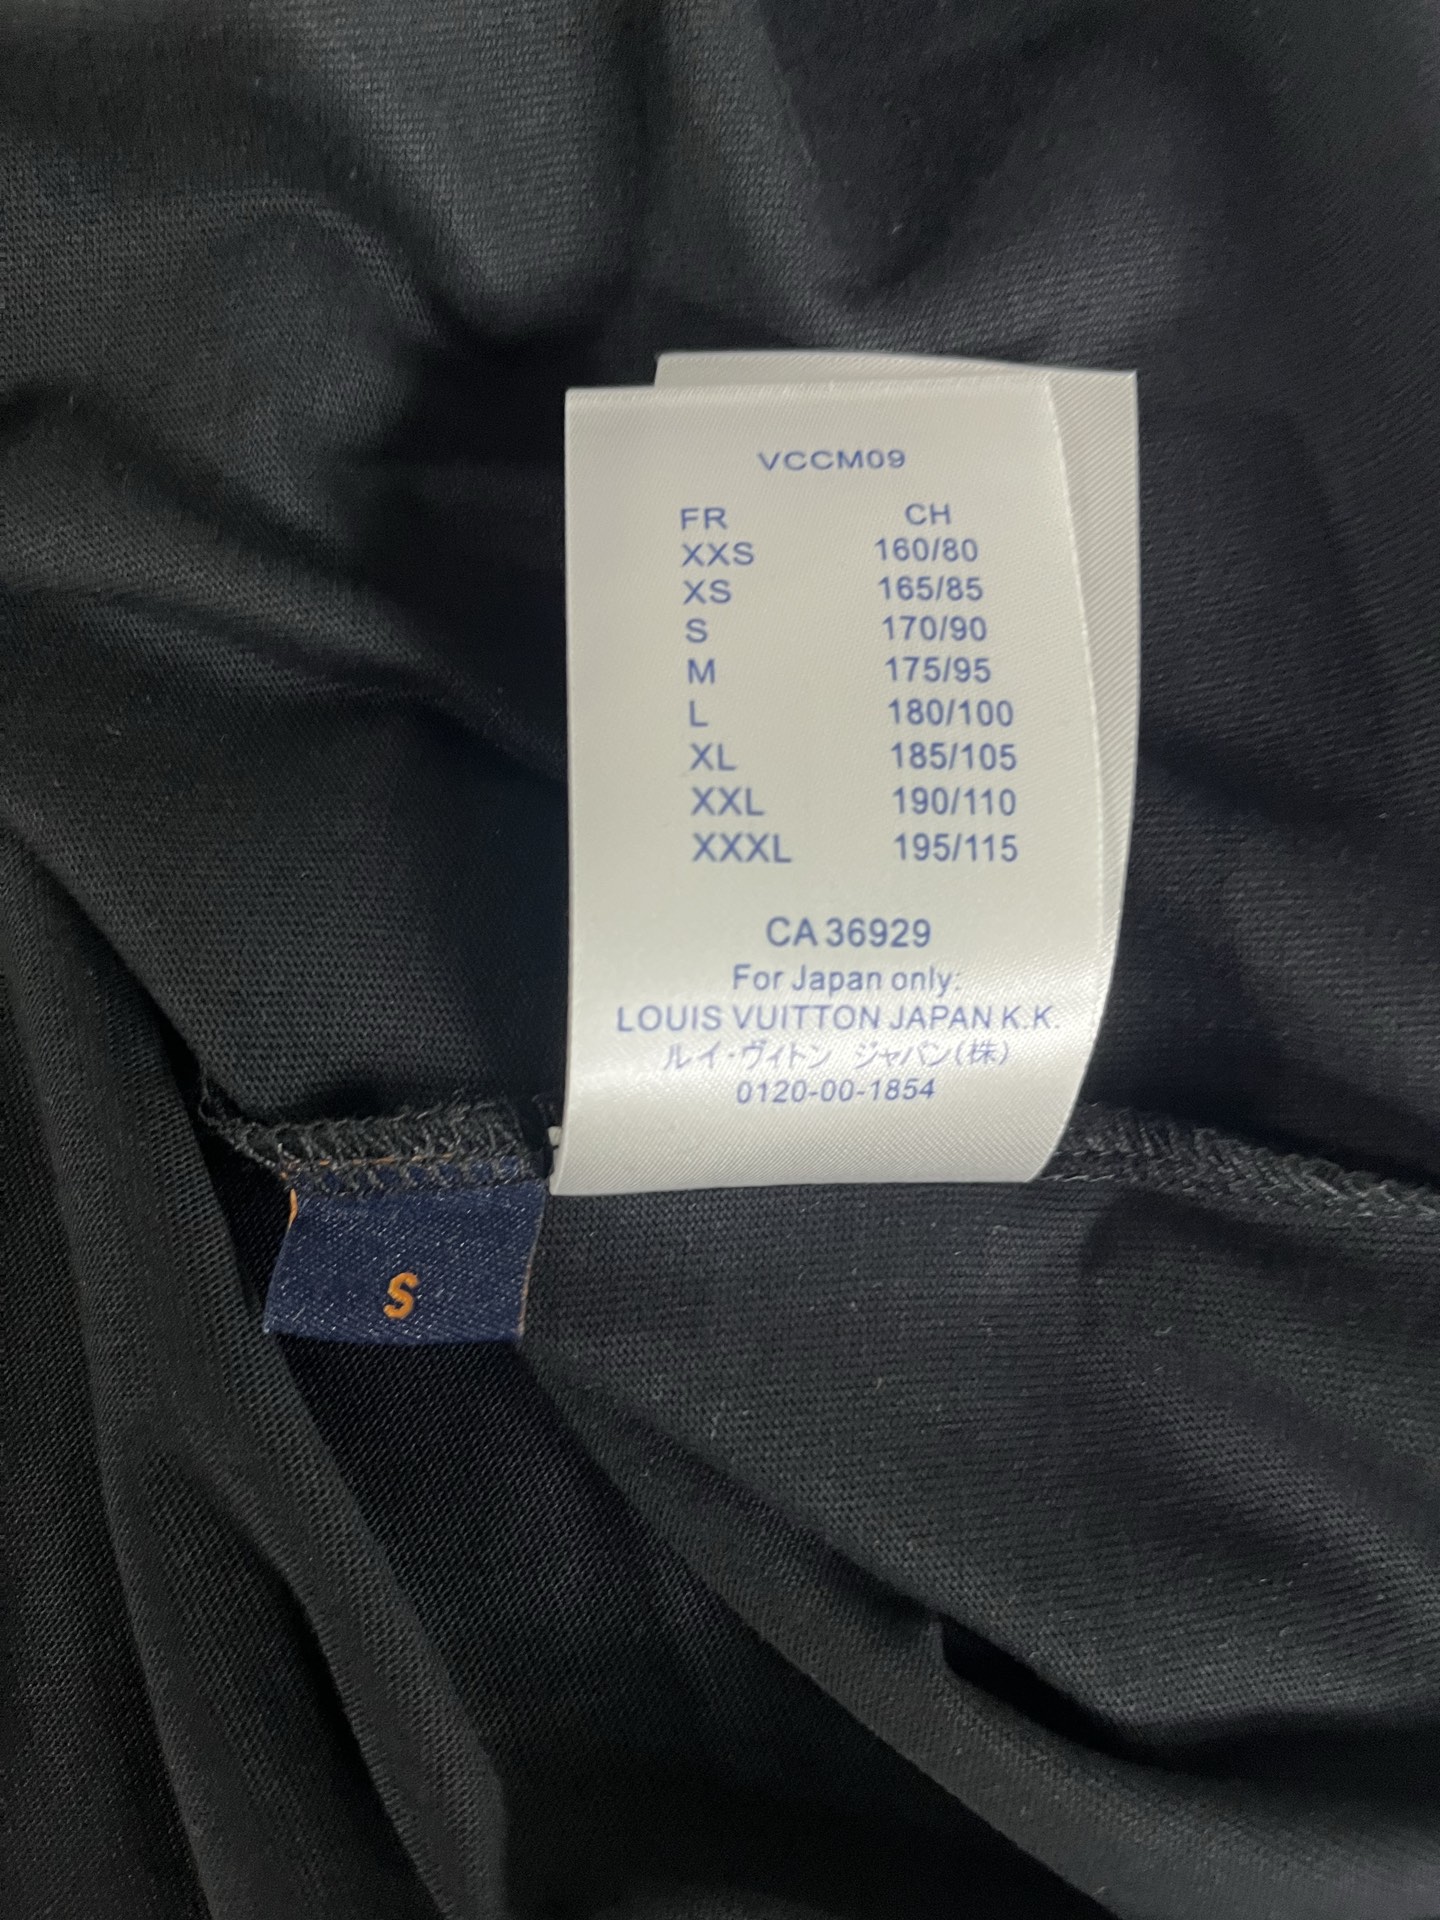 VCCM09
FR CH
XXS 160/80
XS 165/85
S 170/90
M 175/95
L 180/100
XL 185/105
XXL 190/110
XXXL 195/115
CA 36929
For Japan only:
LOUIS VUITTON JAPAN K.K.
ルイ・ヴィトン ジャパン(株)
0120-00-1854
S